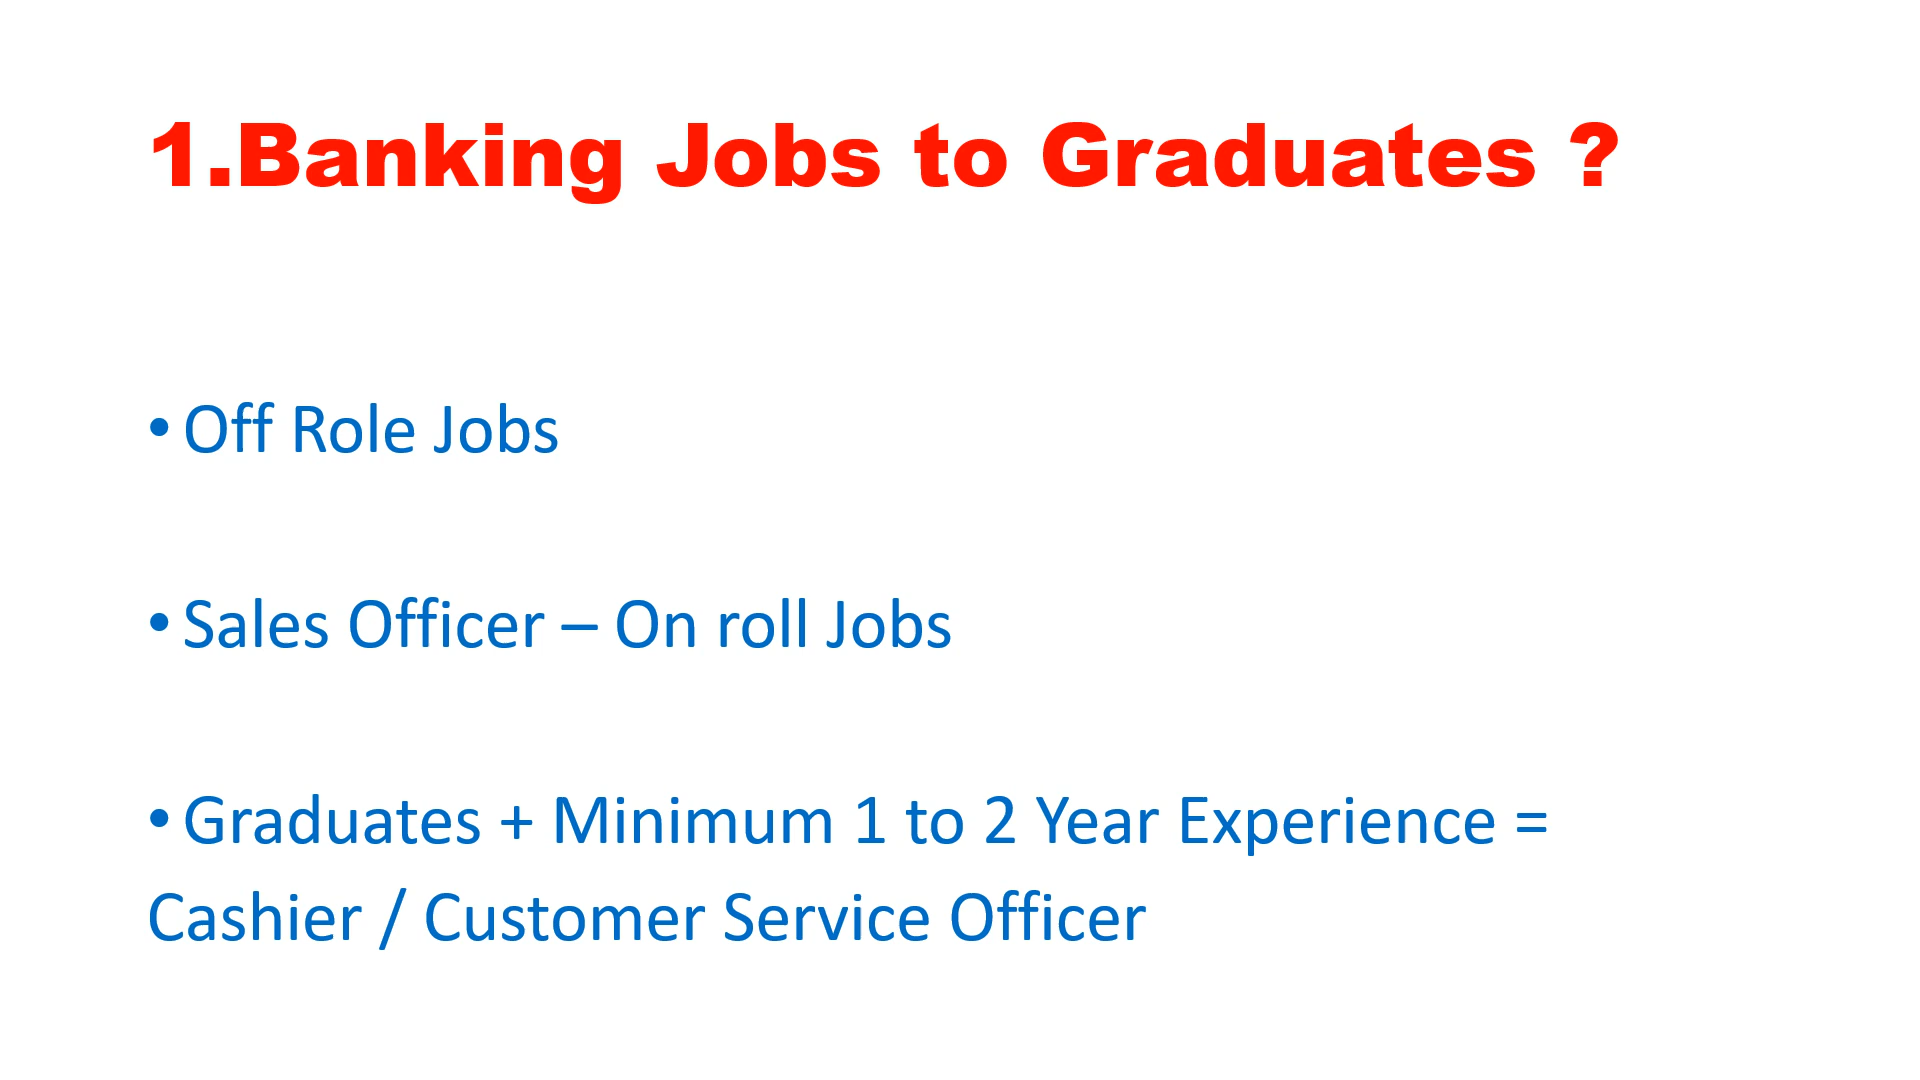 1.Banking Jobs to Graduates ?
• Off Role Jobs
• Sales Officer – On roll Jobs
• Graduates + Minimum 1 to 2 Year Experience =
Cashier / Customer Service Officer